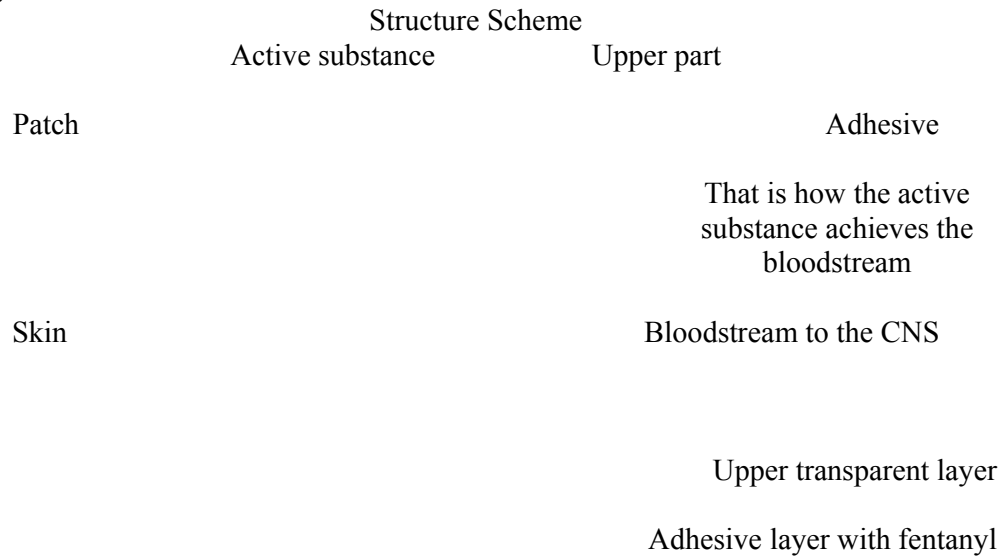 Structure Scheme
Active substance Upper part
Patch Adhesive
That is how the active
substance achieves the
bloodstream
Skin Bloodstream to the CNS
Upper transparent layer
Adhesive layer with fentanyl